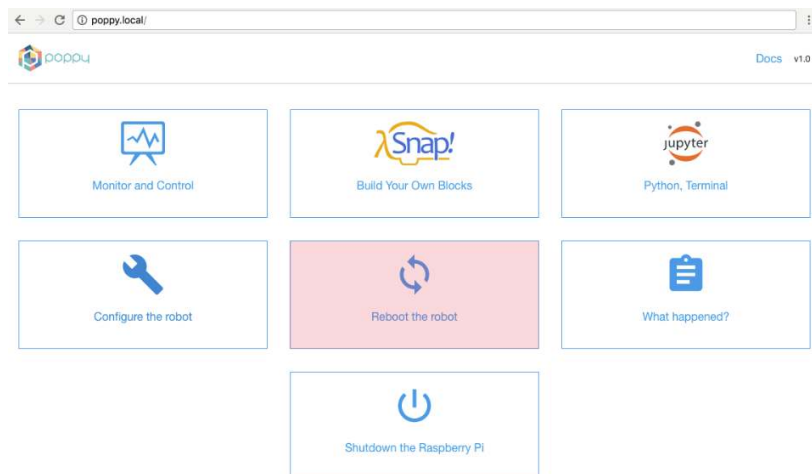 poppy.local/
poppy
Docs v1.0
Monitor and Control
λSnap!
Build Your Own Blocks
jupyter
Python, Terminal
Configure the robot
Reboot the robot
What happened?
Shutdown the Raspberry Pi